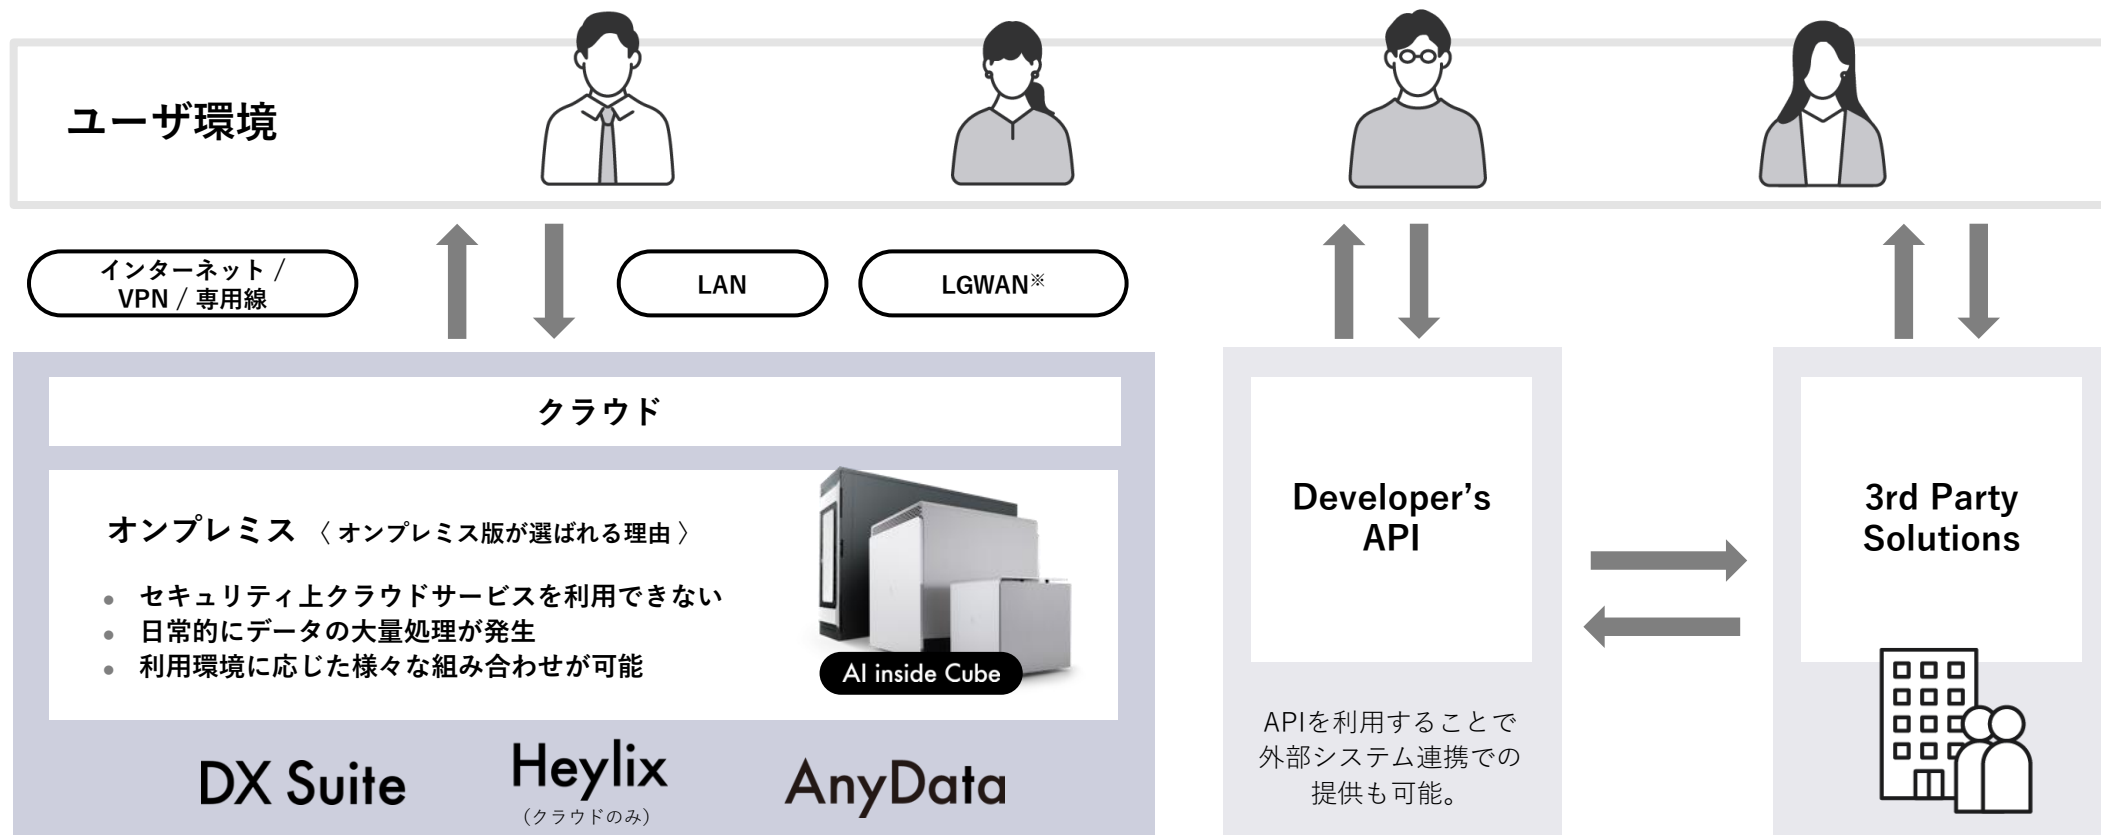 ユーザ環境
インターネット /
VPN / 専用線
LAN
LGWAN※
クラウド
オンプレミス 〈 オンプレミス版が選ばれる理由 〉
• セキュリティ上クラウドサービスを利用できない
• 日常的にデータの大量処理が発生
• 利用環境に応じた様々な組み合わせが可能
AI inside Cube
DX Suite
Heylix
（クラウドのみ）
AnyData
Developer’s
API
APIを利用することで
外部システム連携での
提供も可能。
3rd Party
Solutions